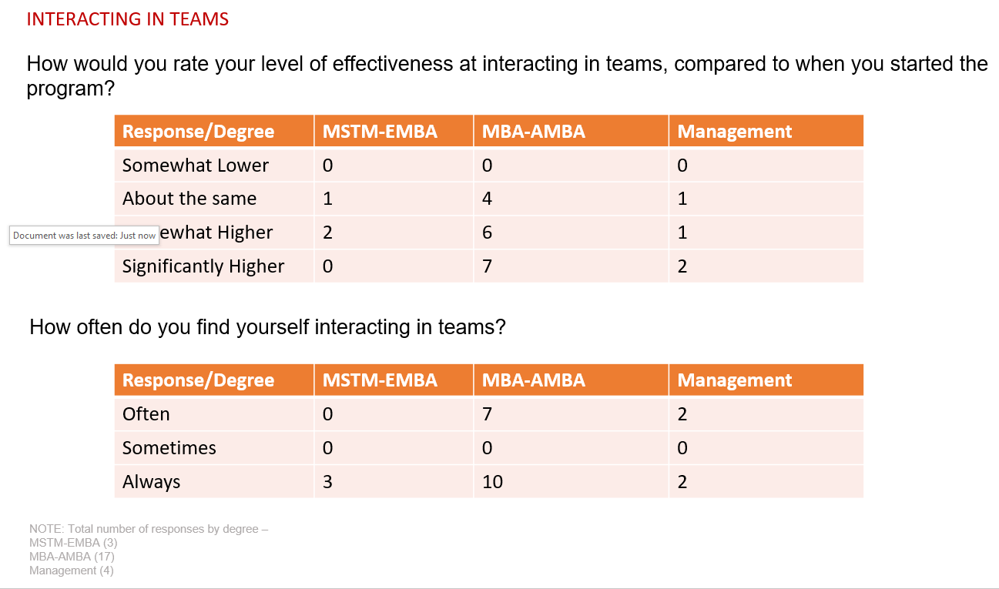 INTERACTING IN TEAMS
How would you rate your level of effectiveness at interacting in teams, compared to when you started the
program?
Response/Degree MSTM-EMBA MBA-AMBA Management
Somewhat Lower 0 0 0
About the same 1 4 1
Document was last saved: Just now
ewhat Higher 2 6 1
Significantly Higher 0 7 2
How often do you find yourself interacting in teams?
Response/Degree MSTM-EMBA MBA-AMBA Management
Often 0 7 2
Sometimes 0 0 0
Always 3 10 2
NOTE: Total number of responses by degree –
MSTM-EMBA (3)
MBA-AMBA (17)
Management (4)